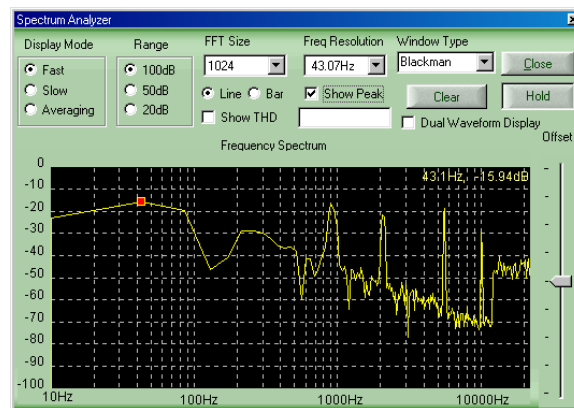 Spectrum Analyzer
Display Mode Range FFT Size Freq Resolution Window Type
Fast 100dB 1024 43.07Hz Blackman Close
Slow 50dB Line Bar Show Peak Clear Hold
Averaging 20dB Show THD Dual Waveform Display
Frequency Spectrum Offset
43.1Hz, -15.94dB
0
-10
-20
-30
-40
-50
-60
-70
-80
-90
-100
10Hz 100Hz 1000Hz 10000Hz